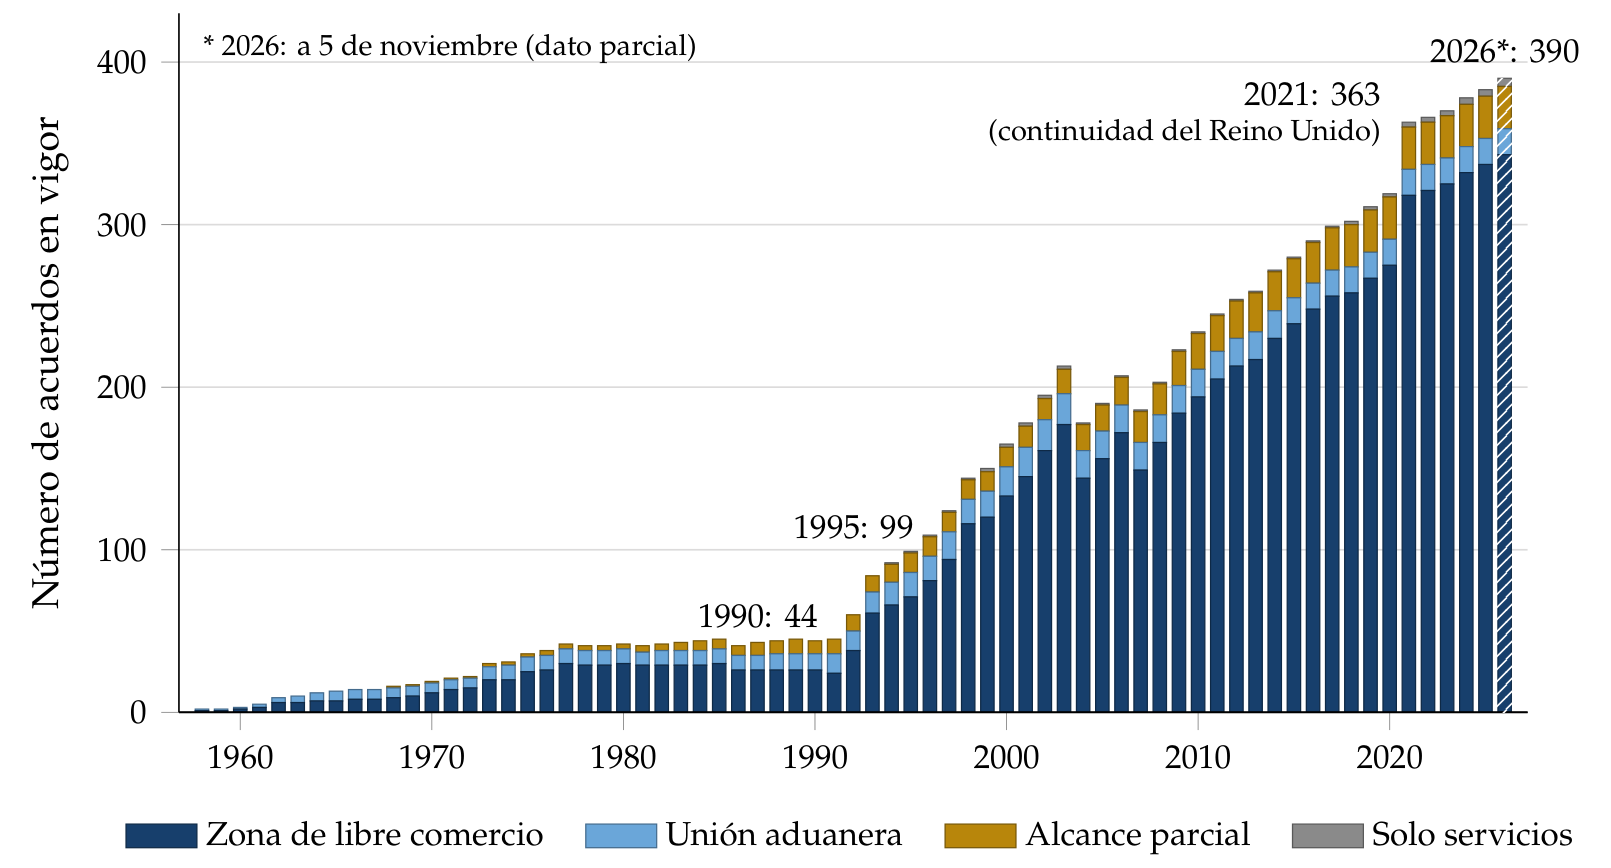 * 2026: a 5 de noviembre (dato parcial)
2026*: 390
2021: 363
(continuidad del Reino Unido)
1995: 99
1990: 44
Número de acuerdos en vigor
400
300
200
100
0
1960 1970 1980 1990 2000 2010 2020
Zona de libre comercio Unión aduanera Alcance parcial Solo servicios